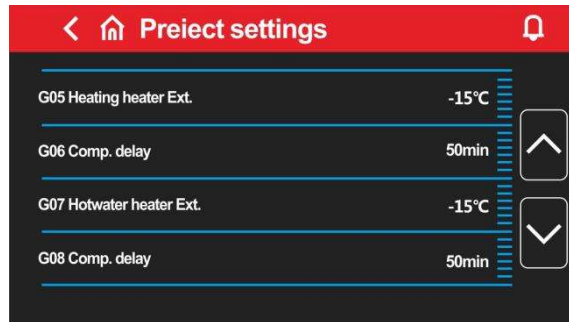 Preiect settings
G05 Heating heater Ext. -15℃
G06 Comp. delay 50min
G07 Hotwater heater Ext. -15℃
G08 Comp. delay 50min